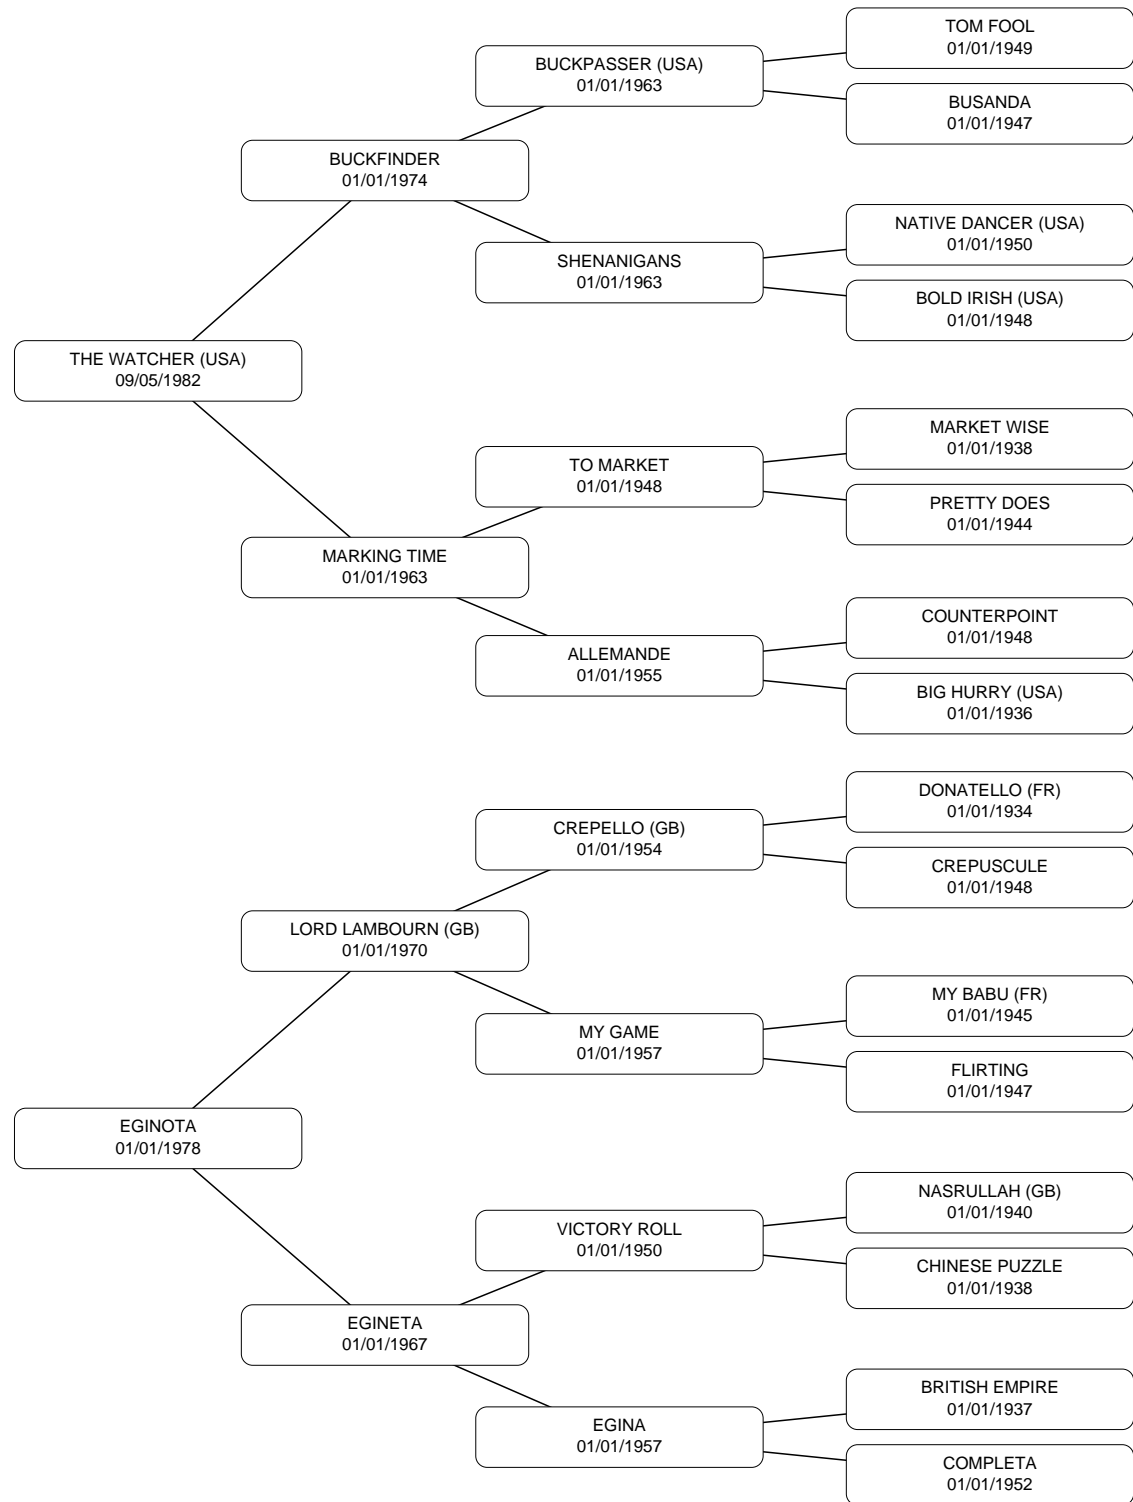 TOM FOOL
01/01/1949
BUCKPASSER (USA)
01/01/1963
BUSANDA
01/01/1947
BUCKFINDER
01/01/1974
NATIVE DANCER (USA)
01/01/1950
SHENANIGANS
01/01/1963
BOLD IRISH (USA)
01/01/1948
THE WATCHER (USA)
09/05/1982
MARKET WISE
01/01/1938
TO MARKET
01/01/1948
PRETTY DOES
01/01/1944
MARKING TIME
01/01/1963
COUNTERPOINT
01/01/1948
ALLEMANDE
01/01/1955
BIG HURRY (USA)
01/01/1936
DONATELLO (FR)
01/01/1934
CREPELLO (GB)
01/01/1954
CREPUSCULE
01/01/1948
LORD LAMBOURN (GB)
01/01/1970
MY BABU (FR)
01/01/1945
MY GAME
01/01/1957
FLIRTING
01/01/1947
EGINOTA
01/01/1978
NASRULLAH (GB)
01/01/1940
VICTORY ROLL
01/01/1950
CHINESE PUZZLE
01/01/1938
EGINETA
01/01/1967
BRITISH EMPIRE
01/01/1937
EGINA
01/01/1957
COMPLETA
01/01/1952